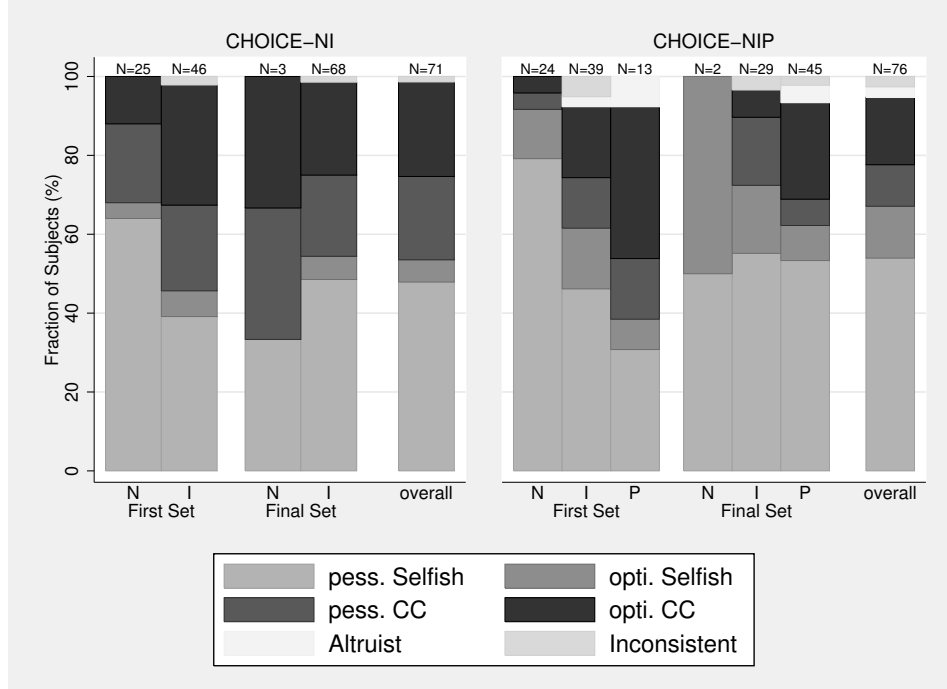 CHOICE−NI
CHOICE−NIP
N=25 N=46 N=3 N=68 N=71
N=24 N=39 N=13 N=2 N=29 N=45 N=76
Fraction of Subjects (%)
100
80
60
40
20
0
N I N I overall
First Set Final Set
N I P N I P overall
First Set Final Set
pess. Selfish opti. Selfish
pess. CC opti. CC
Altruist Inconsistent